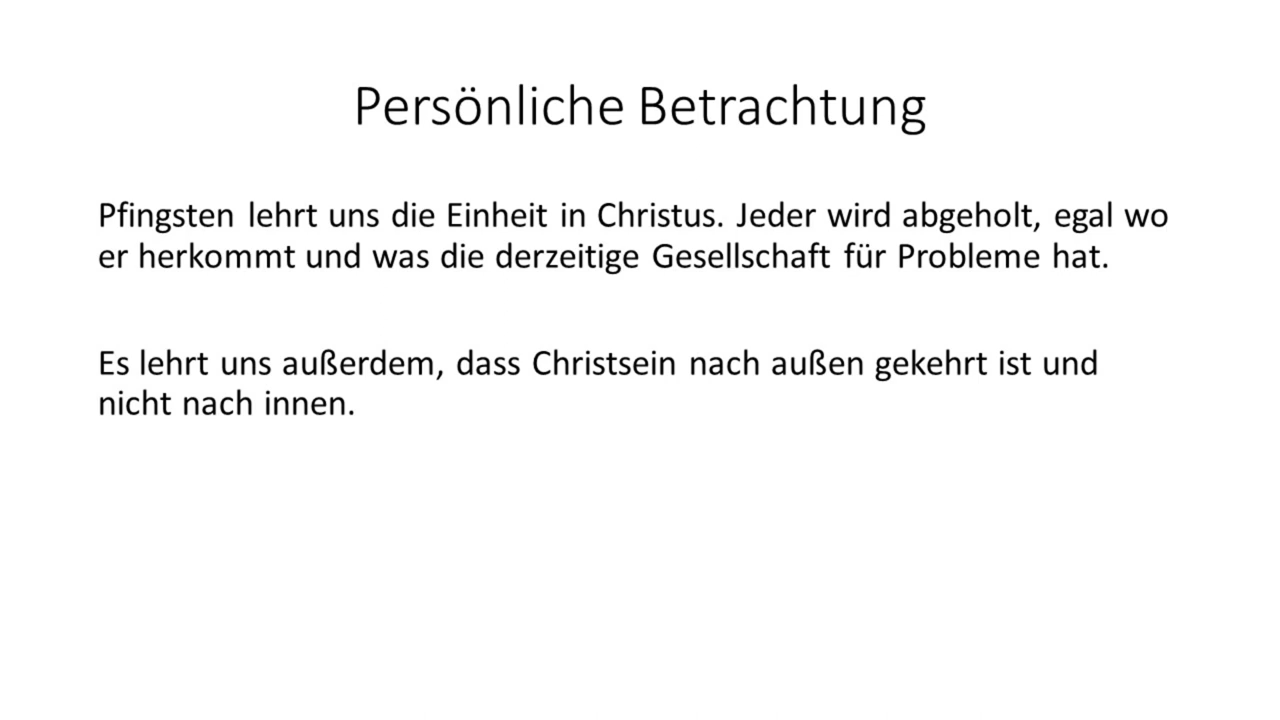 Persönliche Betrachtung
Pfingsten lehrt uns die Einheit in Christus. Jeder wird abgeholt, egal wo
er herkommt und was die derzeitige Gesellschaft für Probleme hat.
Es lehrt uns außerdem, dass Christsein nach außen gekehrt ist und
nicht nach innen.